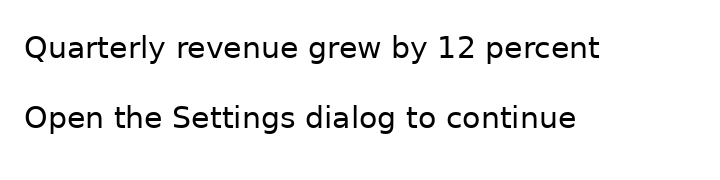 Quarterly revenue grew by 12 percent
Open the Settings dialog to continue